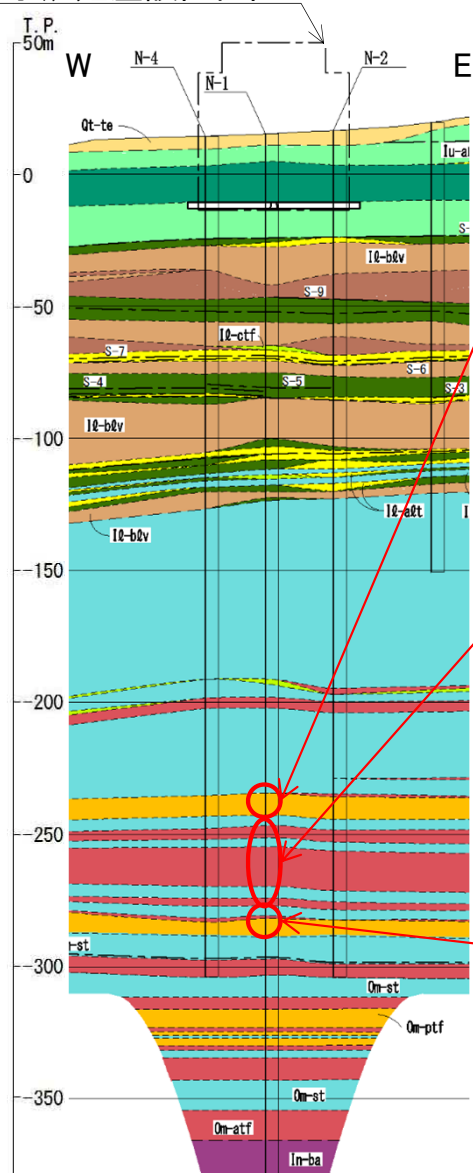 T.P.
50m
W
E
N-4
N-1
N-2
Qt-te
0
Iℓ-bℓv
S-9
-50
Iℓ-ctf
S-7
S-6
S-4
S-5
S-3
-100
Iℓ-bℓv
Iℓ-aℓt
Iℓ-bℓv
-150
-200
-250
-300
Om-st
Om-ptf
-350
Om-st
Om-atf
In-ba